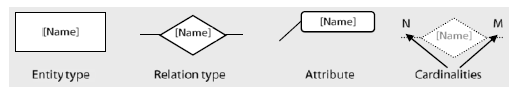 [Name] [Name] [Name] N [Name] M
Entity type Relation type Attribute Cardinalities